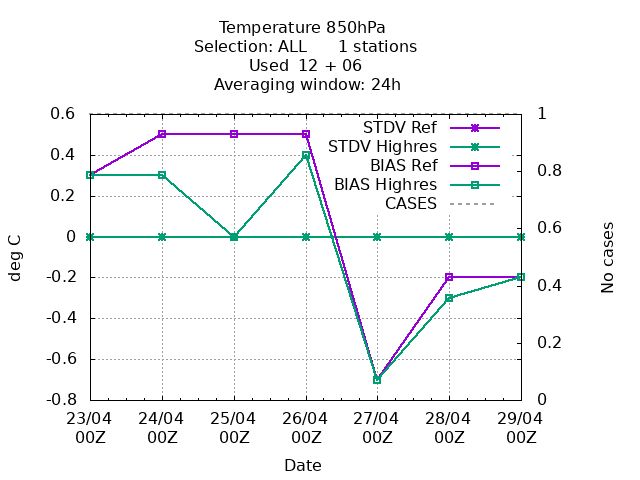 Temperature 850hPa
Selection: ALL      1 stations
Used  12 + 06
Averaging window: 24h
0.6
0.4
0.2
0
-0.2
-0.4
-0.6
-0.8
deg C
1
0.8
0.6
0.4
0.2
0
No cases
STDV Ref
STDV Highres
BIAS Ref
BIAS Highres
CASES
23/04 24/04 25/04 26/04 27/04 28/04 29/04
00Z 00Z 00Z 00Z 00Z 00Z 00Z
Date